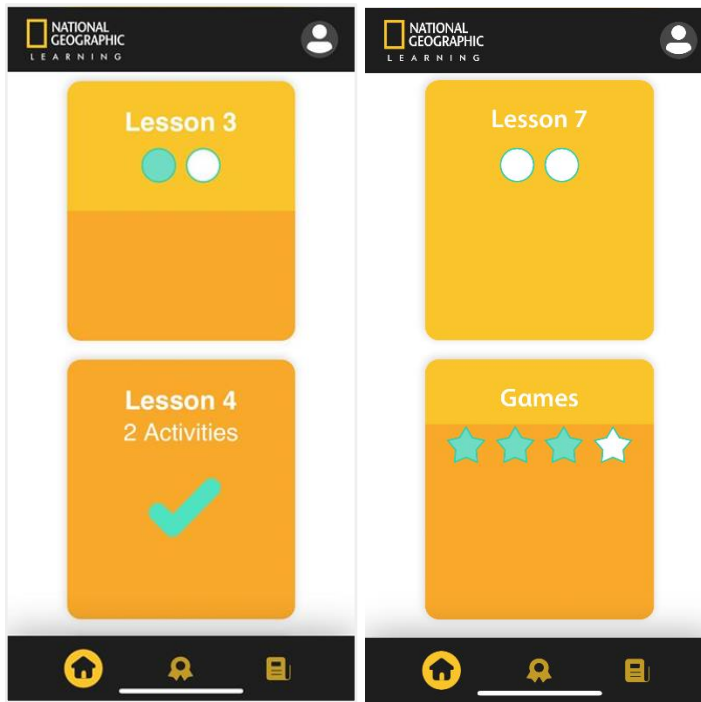 NATIONAL
GEOGRAPHIC
LEARNING
Lesson 3
Lesson 4
2 Activities
NATIONAL
GEOGRAPHIC
LEARNING
Lesson 7
Games